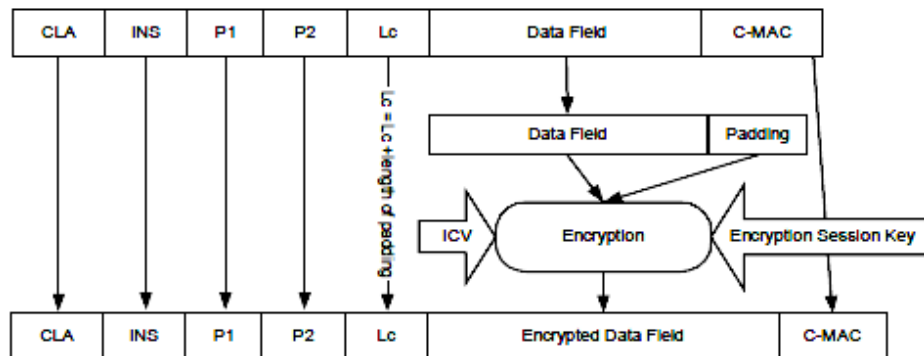 CLA INS P1 P2 Lc Data Field C-MAC
Lc = Lc + length of padding
Data Field Padding
ICV Encryption Encryption Session Key
CLA INS P1 P2 Lc Encrypted Data Field C-MAC